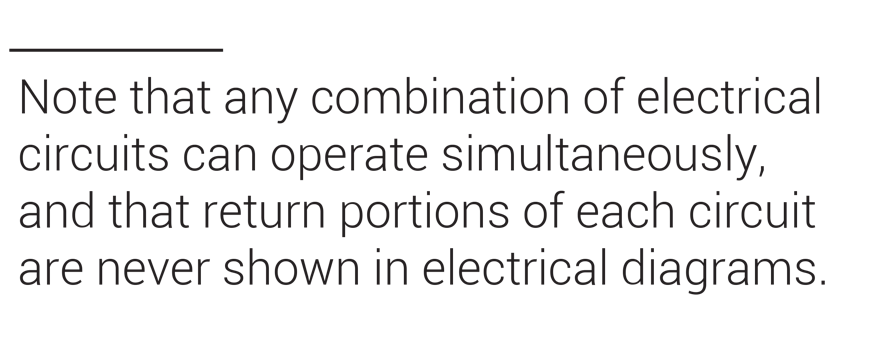 Note that any combination of electrical
circuits can operate simultaneously,
and that return portions of each circuit
are never shown in electrical diagrams.